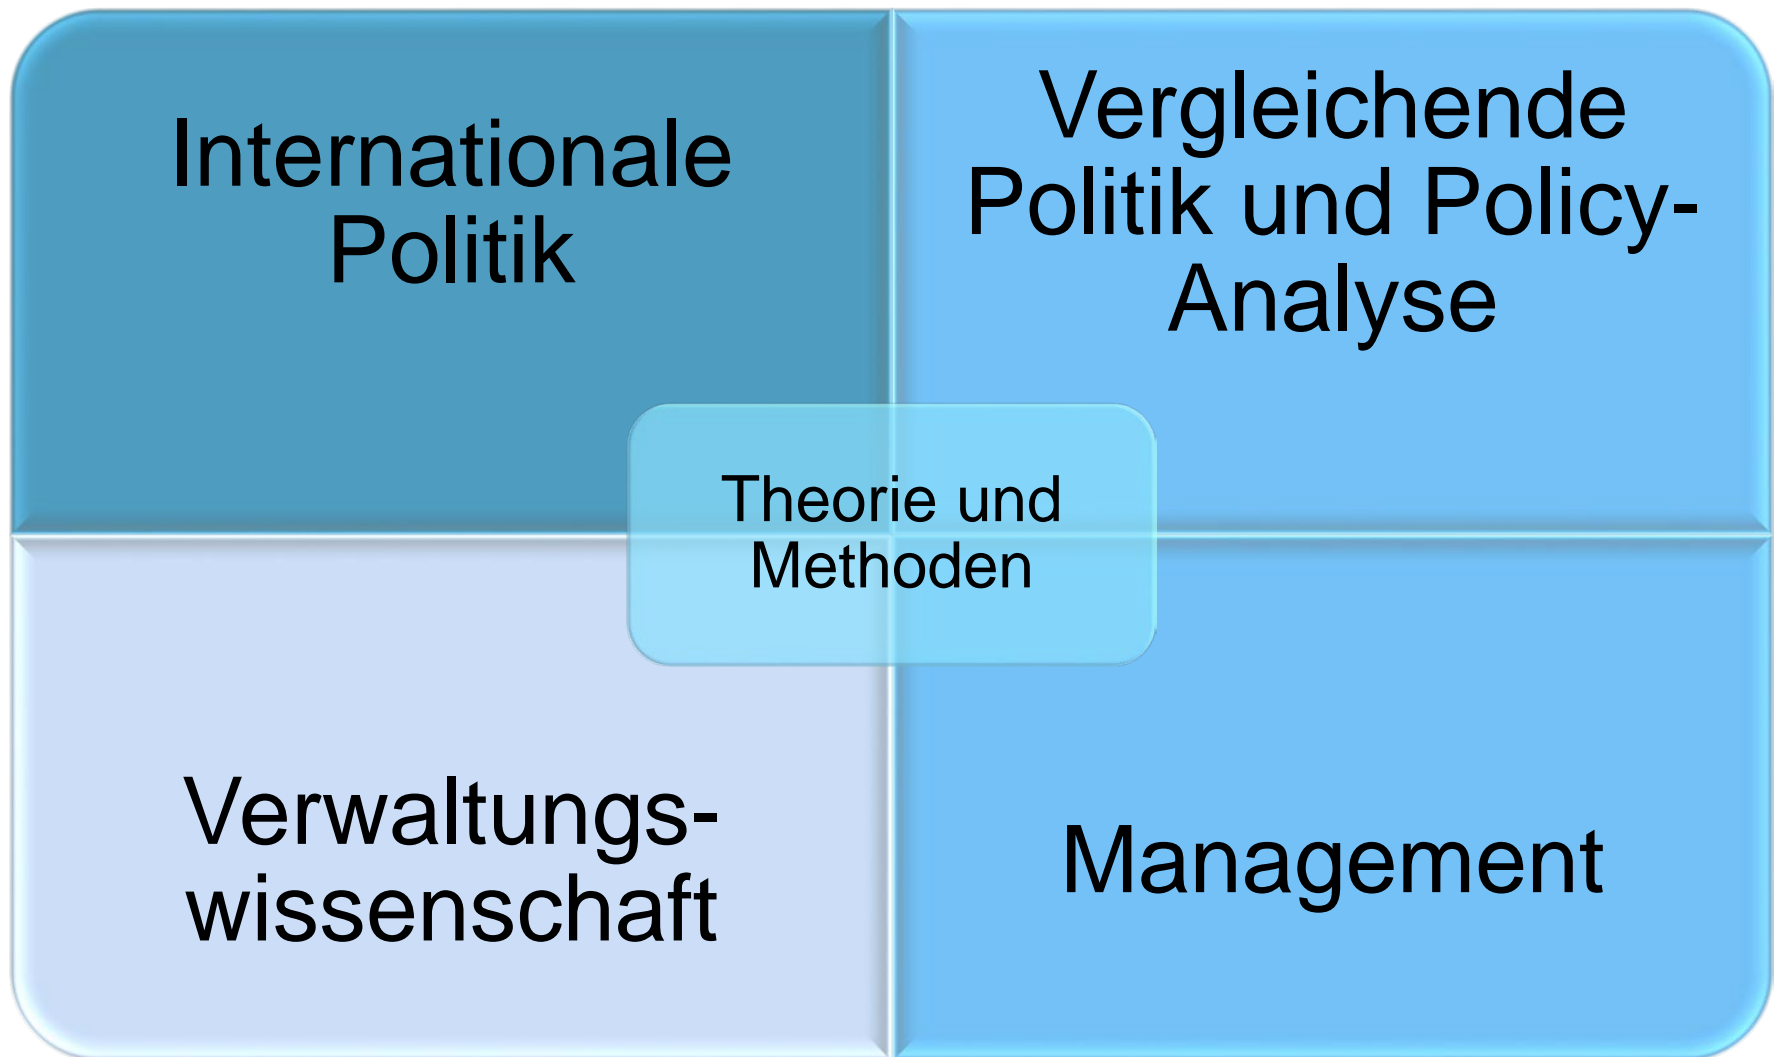 Internationale
Politik
Vergleichende
Politik und Policy-
Analyse
Theorie und
Methoden
Verwaltungs-
wissenschaft
Management